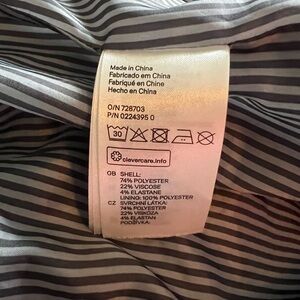 Made in China
Fabricado em China
Fabriqué en Chine
Hecho en China
O/N 728703
P/N 0224395 0
30
clevercare.info
GB SHELL:
74% POLYESTER
22% VISCOSE
4% ELASTANE
LINING: 100% POLYESTER
CZ SVRCHNI LÁTKA:
74% POLYESTER
22% VISKÓZA
4% ELASTAN
PODŠÍVKA: